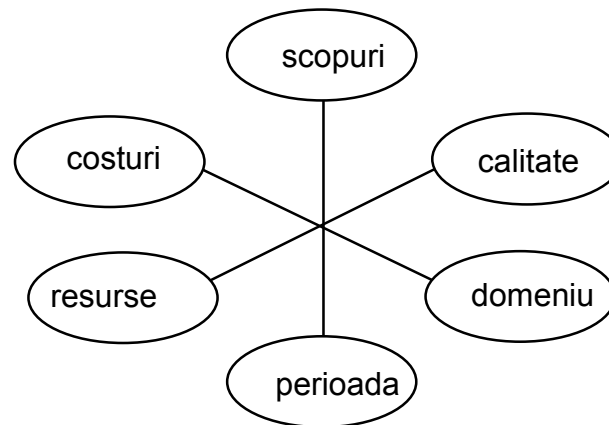 scopuri
costuri
calitate
resurse
domeniu
perioada